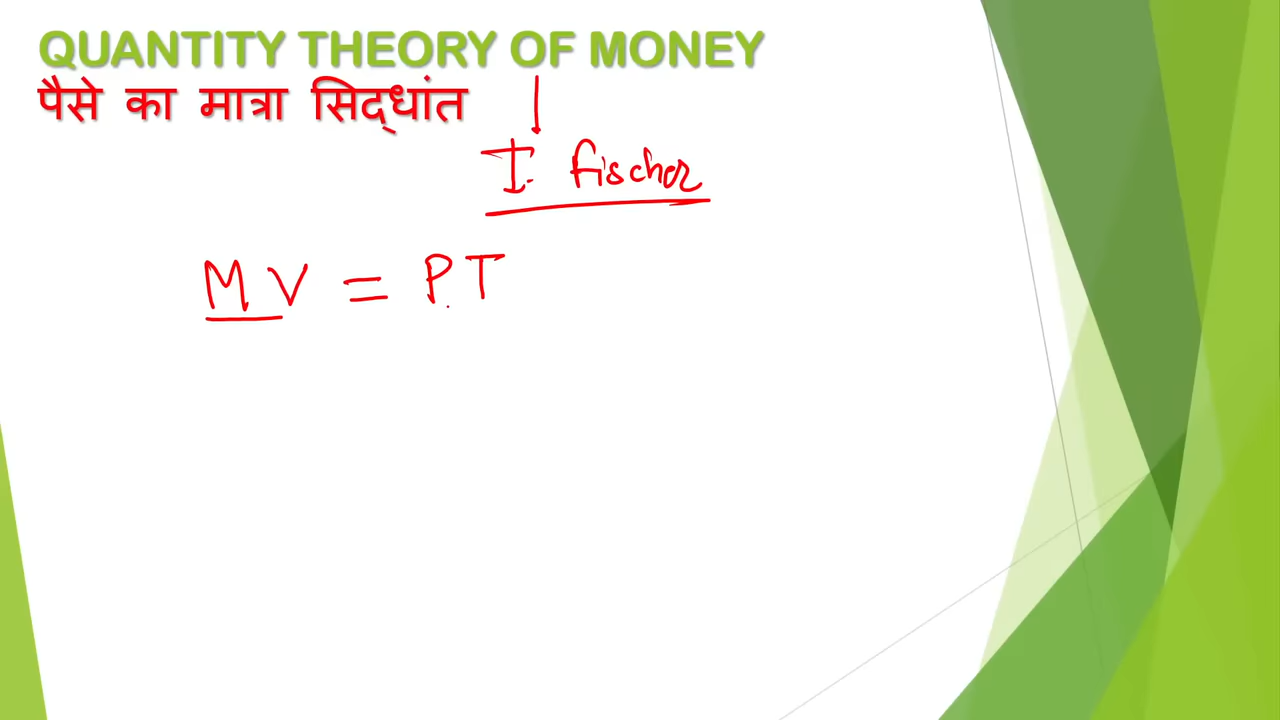 QUANTITY THEORY OF MONEY
पैसे का मात्रा सिद्धांत
I. Fischer
MV = PT